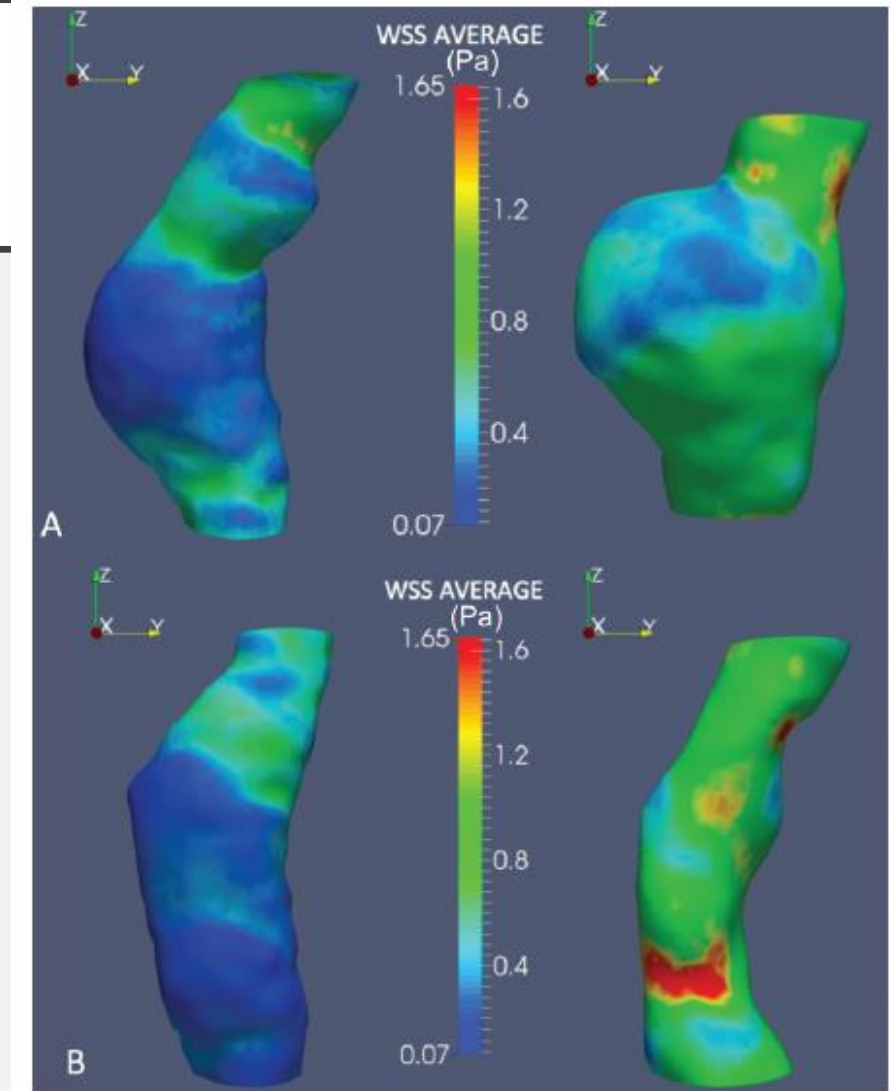 Z
X Y
WSS AVERAGE
(Pa)
1.65
1.6
1.2
0.8
0.4
0.07
Z
X Y
A
Z
X Y
WSS AVERAGE
(Pa)
1.65
1.6
1.2
0.8
0.4
0.07
Z
X Y
B